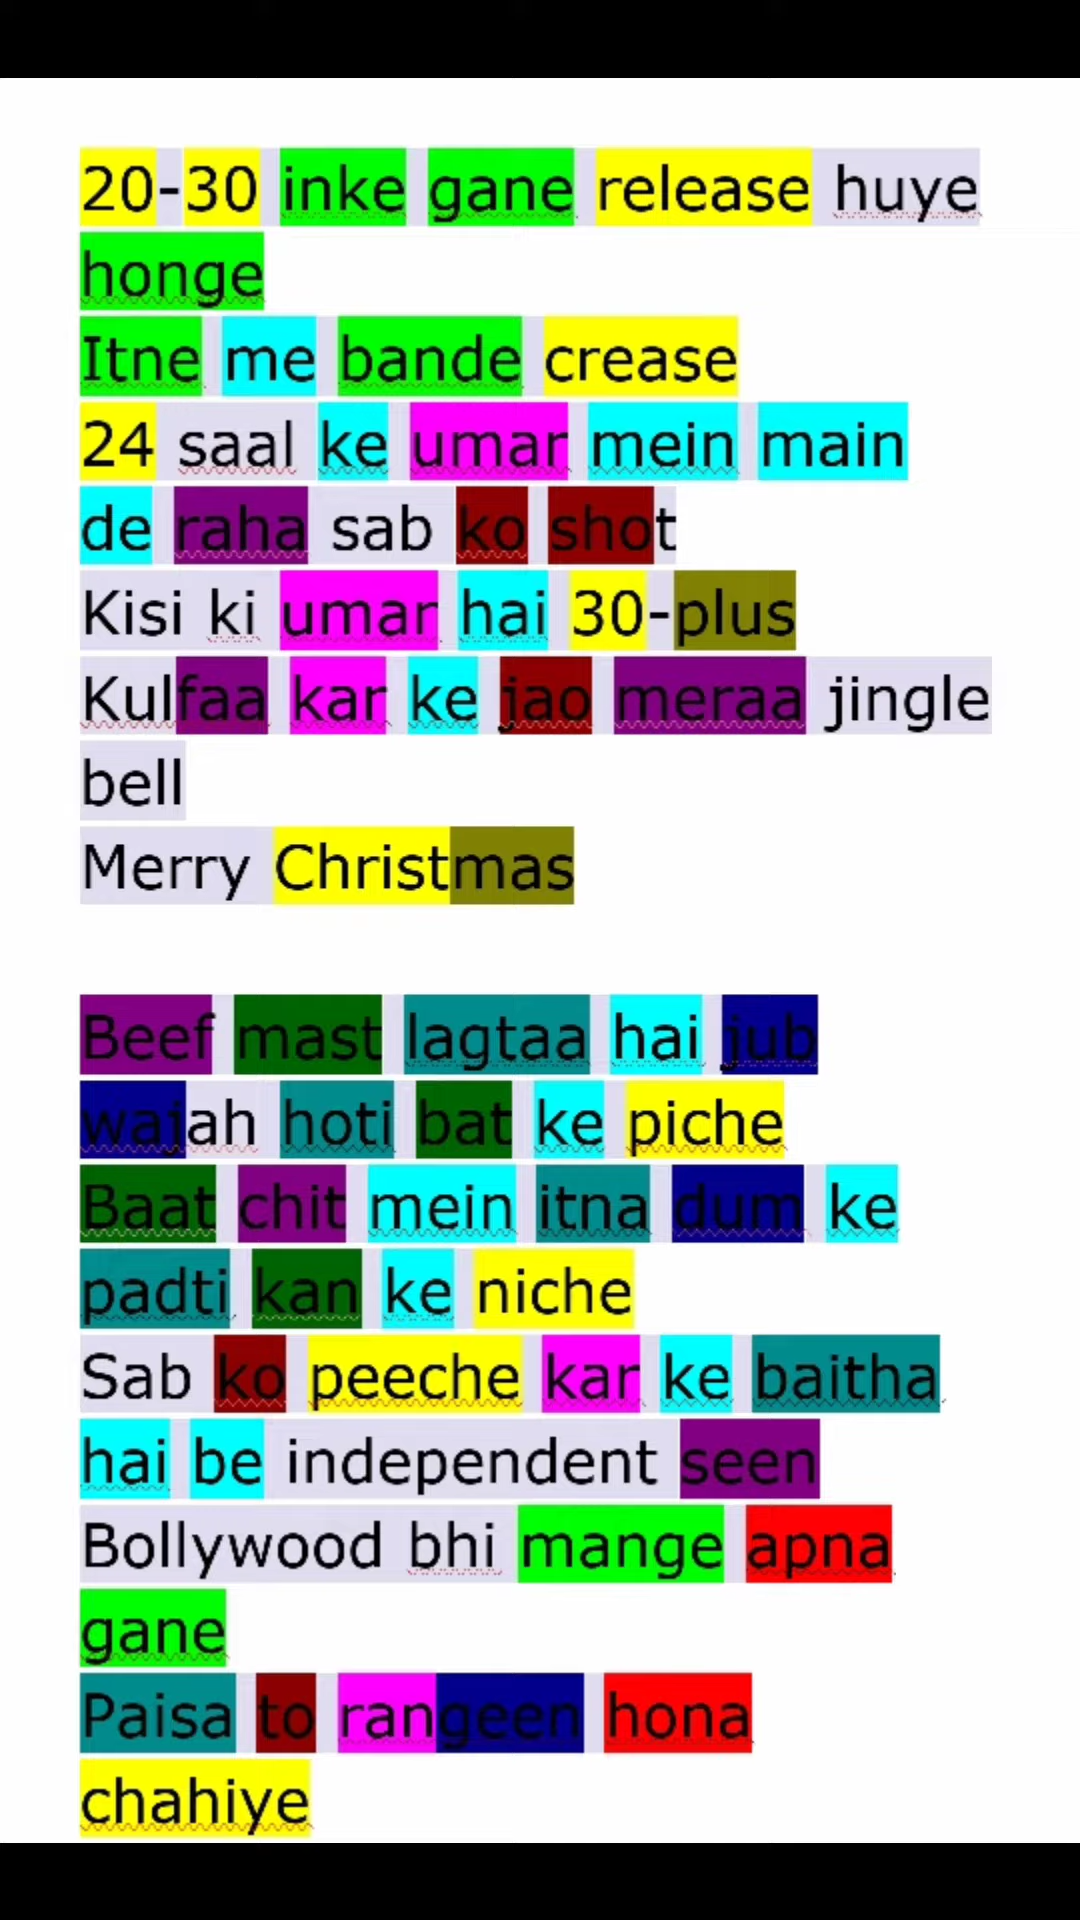 20-30 inke gane release huye
honge
Itne me bande crease
24 saal ke umar mein main
de raha sab ko shot
Kisi ki umar hai 30-plus
Kulfaa kar ke jao meraa jingle
bell
Merry Christmas
Beef mast lagtaa hai jub
wajah hoti bat ke piche
Baat chit mein itna dum ke
padti kan ke niche
Sab ko peeche kar ke baitha
hai be independent seen
Bollywood bhi mange apna
gane
Paisa to rangeen hona
chahiye